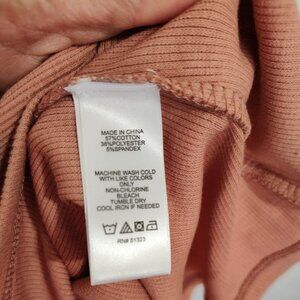 MADE IN CHINA
57%COTTON
38%POLYESTER
5%SPANDEX
MACHINE WASH COLD
WITH LIKE COLORS
ONLY
NON-CHLORINE
BLEACH
TUMBLE DRY
COOL IRON IF NEEDED
RN# 51323